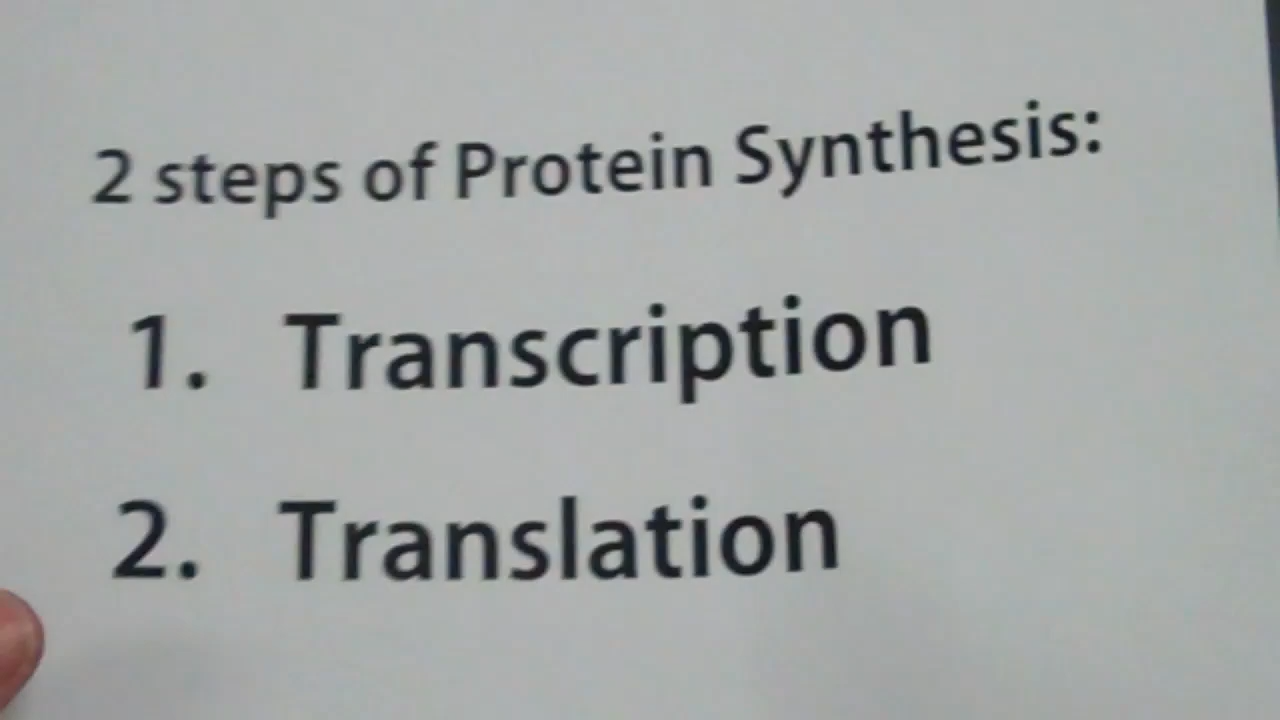 2 steps of Protein Synthesis:
1. Transcription
2. Translation